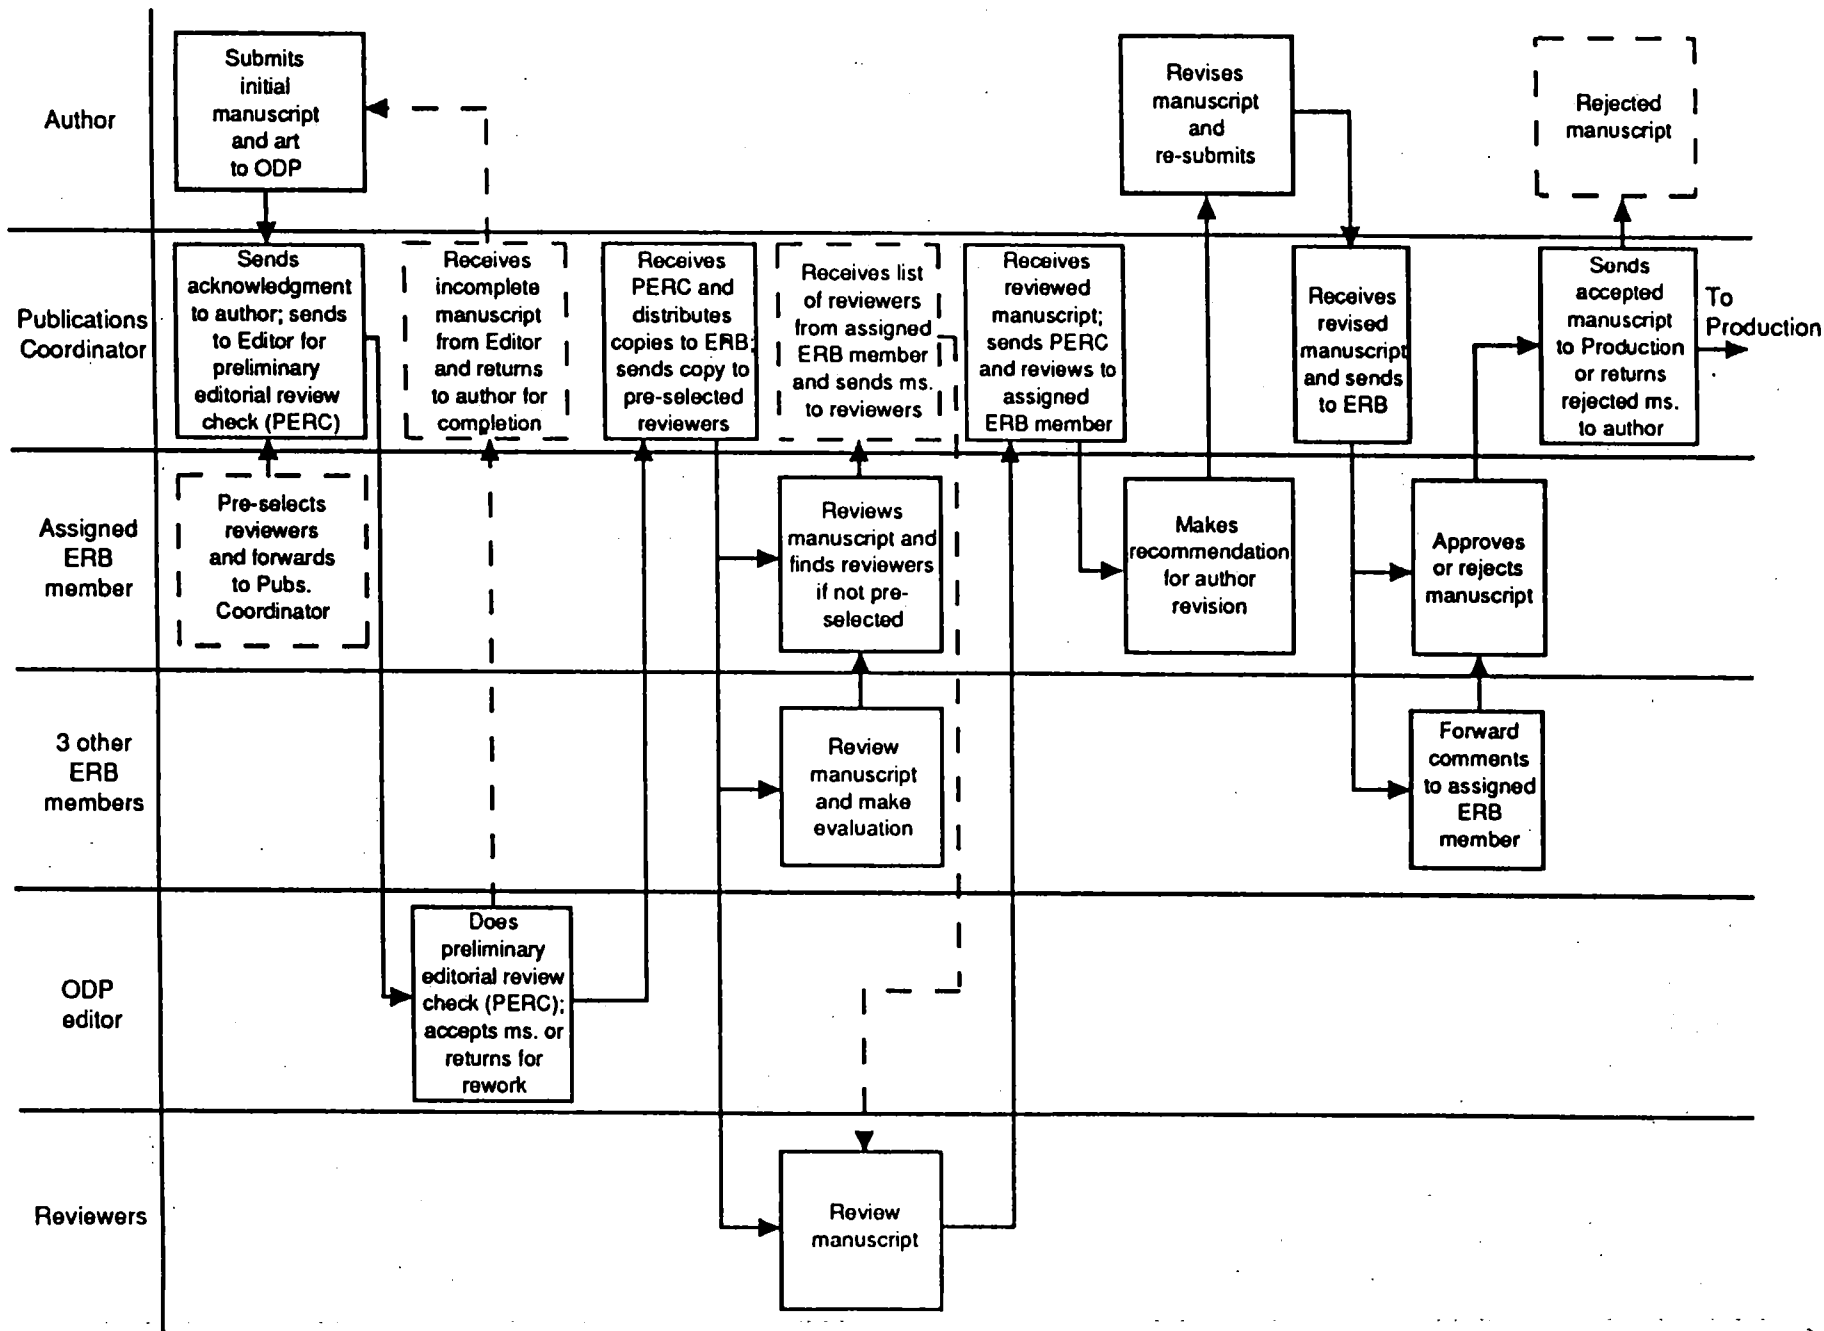 Author
Submits
initial
manuscript
and art
to ODP
Revises
manuscript
and
re-submits
Rejected
manuscript
Publications
Coordinator
Sends
acknowledgment
to author; sends
to Editor for
preliminary
editorial review
check (PERC)
Receives
incomplete
manuscript
from Editor
and returns
to author for
completion
Receives
PERC and
distributes
copies to ERB;
sends copy to
pre-selected
reviewers
Receives list
of reviewers
from assigned
ERB member
and sends ms.
to reviewers
Receives
reviewed
manuscript;
sends PERC
and reviews to
assigned
ERB member
Receives
revised
manuscript
and sends
to ERB
Sends
accepted
manuscript
to Production
or returns
rejected ms.
to author
To
Production
Assigned
ERB
member
Pre-selects
reviewers
and forwards
to Pubs.
Coordinator
Reviews
manuscript and
finds reviewers
if not pre-
selected
Makes
recommendation
for author
revision
Approves
or rejects
manuscript
3 other
ERB
members
Review
manuscript
and make
evaluation
Forward
comments
to assigned
ERB
member
ODP
editor
Does
preliminary
editorial review
check (PERC);
accepts ms. or
returns for
rework
Reviewers
Review
manuscript